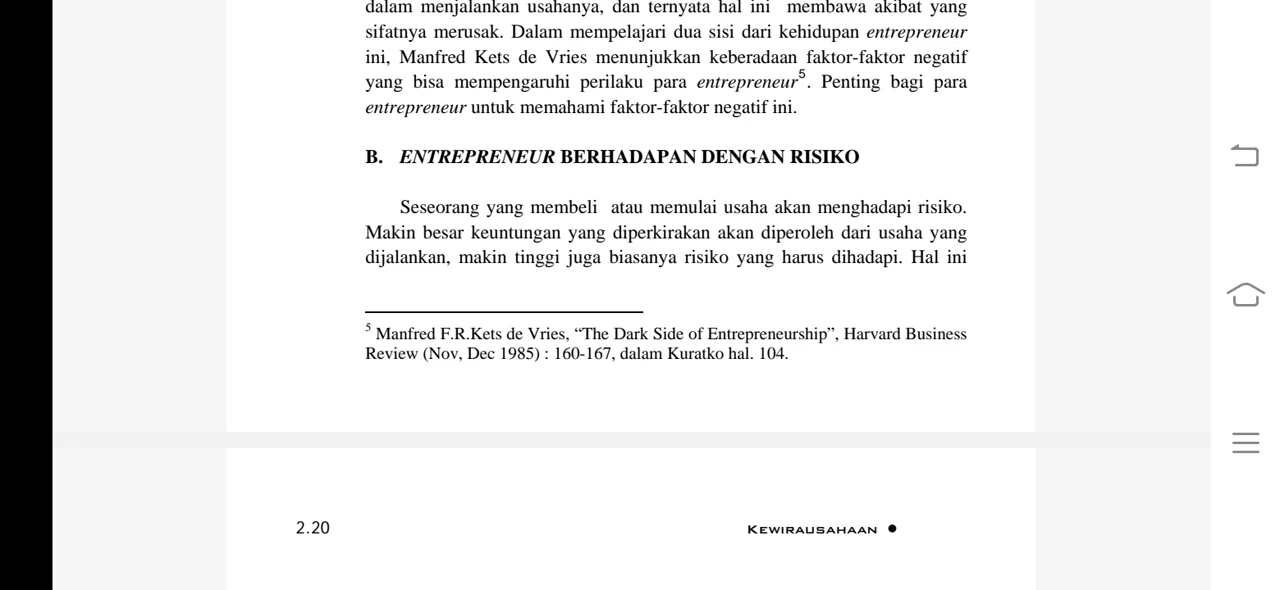 dalam menjalankan usahanya, dan ternyata hal ini membawa akibat yang
sifatnya merusak. Dalam mempelajari dua sisi dari kehidupan entrepreneur
ini, Manfred Kets de Vries menunjukkan keberadaan faktor-faktor negatif
yang bisa mempengaruhi perilaku para entrepreneur5. Penting bagi para
entrepreneur untuk memahami faktor-faktor negatif ini.
B. ENTREPRENEUR BERHADAPAN DENGAN RISIKO
Seseorang yang membeli atau memulai usaha akan menghadapi risiko.
Makin besar keuntungan yang diperkirakan akan diperoleh dari usaha yang
dijalankan, makin tinggi juga biasanya risiko yang harus dihadapi. Hal ini
5 Manfred F.R.Kets de Vries, “The Dark Side of Entrepreneurship”, Harvard Business
Review (Nov, Dec 1985) : 160-167, dalam Kuratko hal. 104.
2.20 KEWIRAUSAHAAN ●